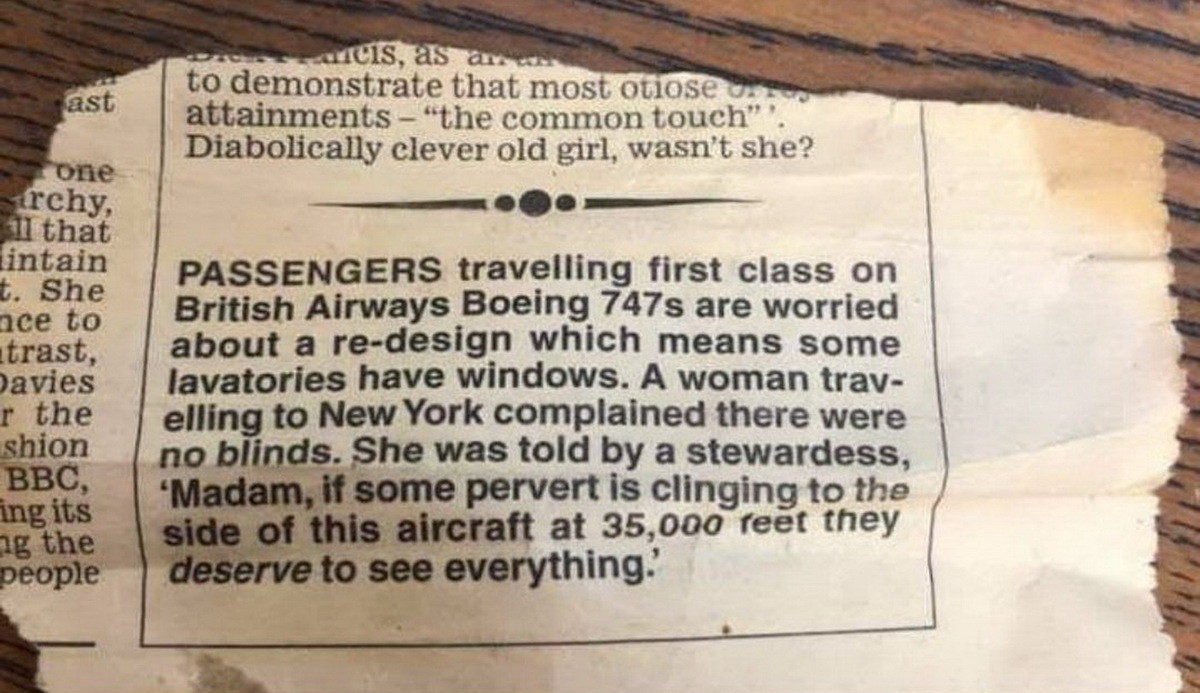 ast
one
rchy,
ll that
intain
t. She
nce to
trast,
Davies
r the
shion
BBC,
ing its
ng the
people
as
to demonstrate that most otiose
attainments – “the common touch” ’.
Diabolically clever old girl, wasn’t she?
PASSENGERS travelling first class on
British Airways Boeing 747s are worried
about a re-design which means some
lavatories have windows. A woman trav-
elling to New York complained there were
no blinds. She was told by a stewardess,
‘Madam, if some pervert is clinging to the
side of this aircraft at 35,000 feet they
deserve to see everything.’